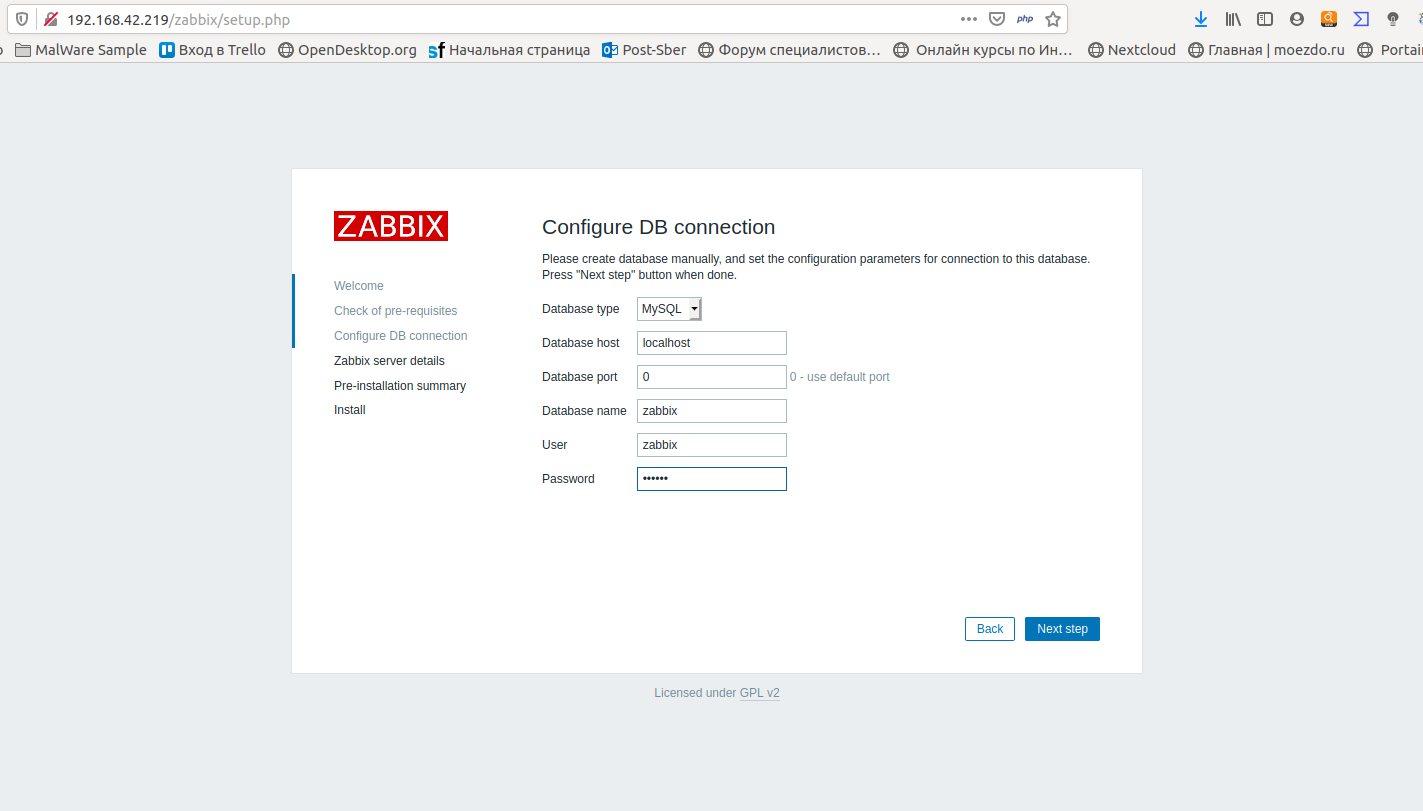 192.168.42.219/zabbix/setup.php ••• php
MalWare Sample Вход в Trello OpenDesktop.org sf Начальная страница Post-Sber Форум специалистов… Онлайн курсы по Ин… Nextcloud Главная | moezdo.ru Portai
ZABBIX
Welcome
Check of pre-requisites
Configure DB connection
Zabbix server details
Pre-installation summary
Install
Configure DB connection
Please create database manually, and set the configuration parameters for connection to this database.
Press "Next step" button when done.
Database type MySQL
Database host localhost
Database port 0 0 - use default port
Database name zabbix
User zabbix
Password ••••••
Back Next step
Licensed under GPL v2